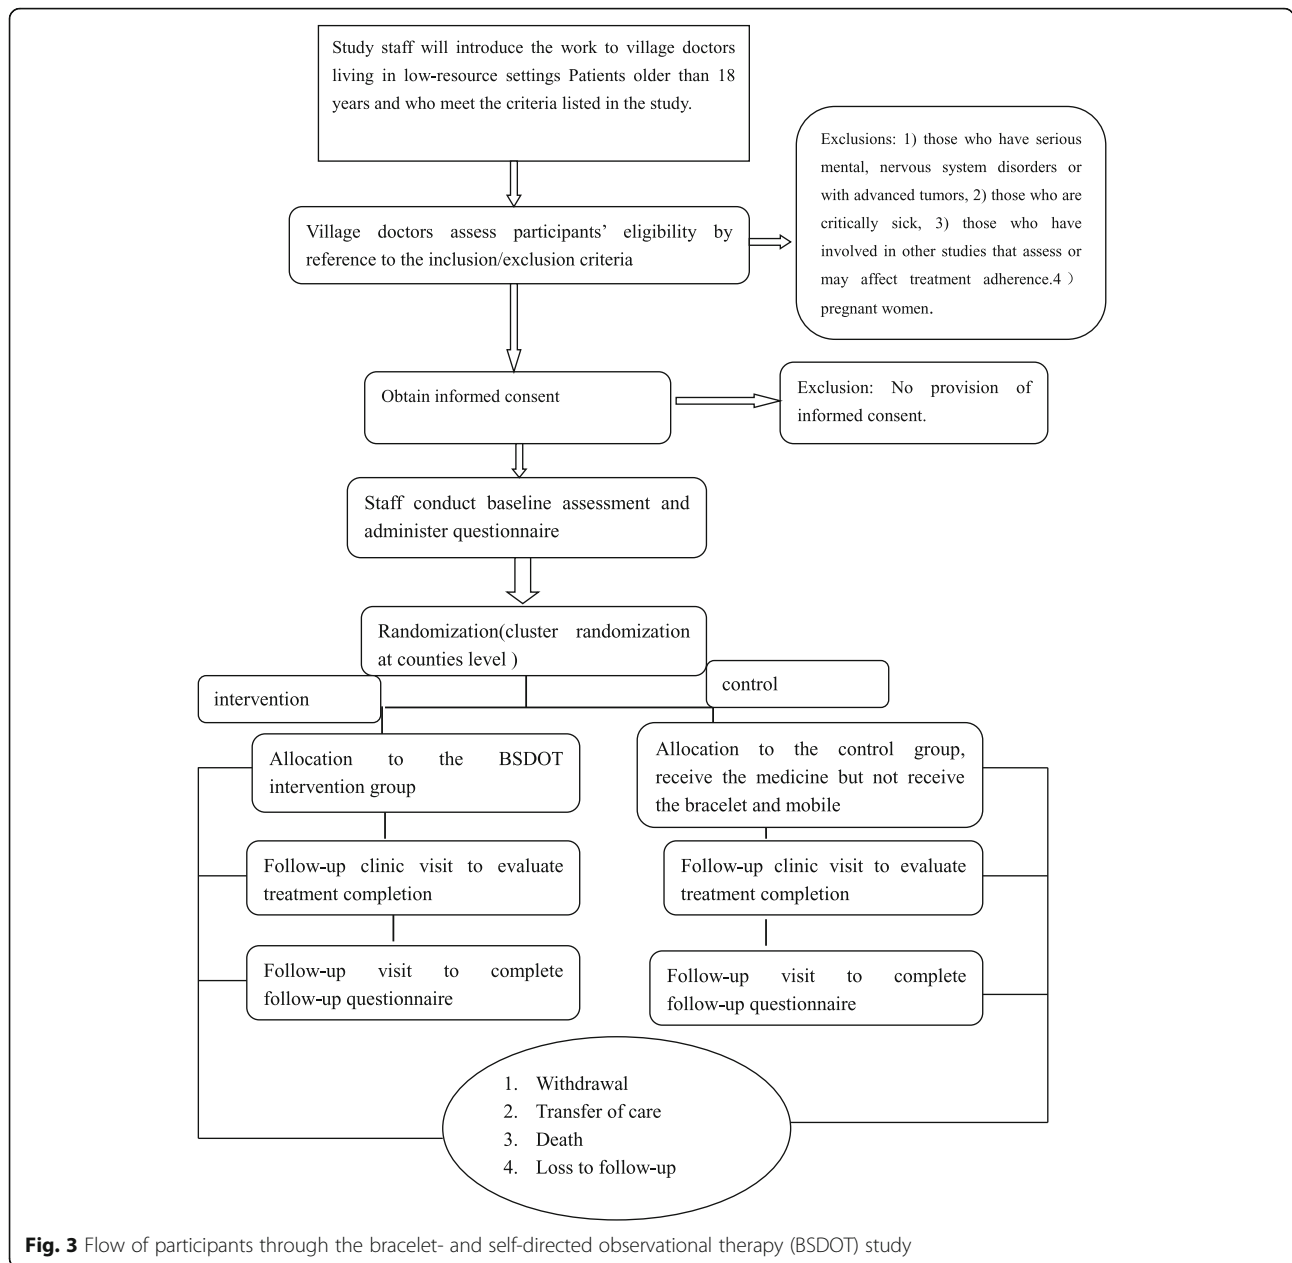 Study staff will introduce the work to village doctors
living in low-resource settings Patients older than 18
years and who meet the criteria listed in the study.
Exclusions: 1) those who have serious
mental, nervous system disorders or
with advanced tumors, 2) those who are
critically sick, 3) those who have
involved in other studies that assess or
may affect treatment adherence.4 ）
pregnant women.
Village doctors assess participants' eligibility by
reference to the inclusion/exclusion criteria
Obtain informed consent
Exclusion: No provision of
informed consent.
Staff conduct baseline assessment and
administer questionnaire
Randomization(cluster randomization
at counties level )
intervention
control
Allocation to the BSDOT
intervention group
Allocation to the control group,
receive the medicine but not receive
the bracelet and mobile
Follow-up clinic visit to evaluate
treatment completion
Follow-up clinic visit to evaluate
treatment completion
Follow-up visit to complete
follow-up questionnaire
Follow-up visit to complete
follow-up questionnaire
1. Withdrawal
2. Transfer of care
3. Death
4. Loss to follow-up
Fig. 3 Flow of participants through the bracelet- and self-directed observational therapy (BSDOT) study